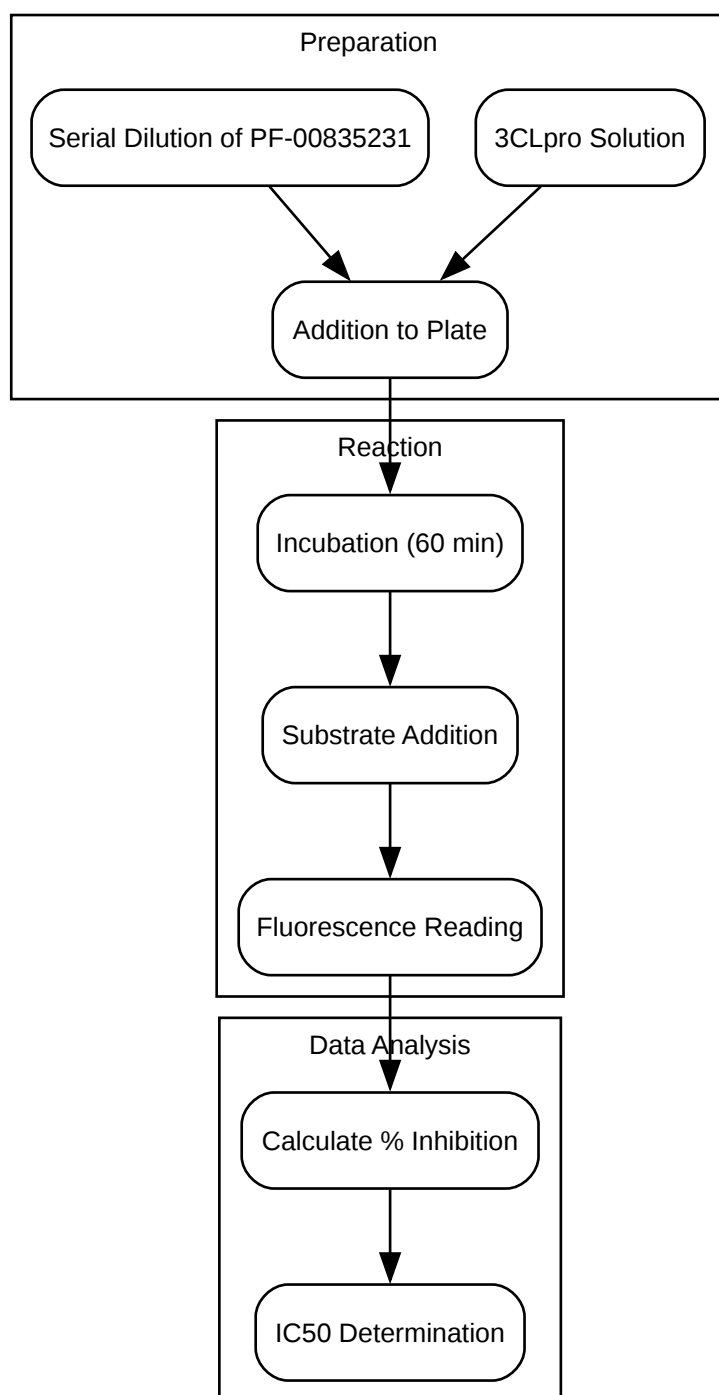 Preparation
Serial Dilution of PF-00835231
3CLpro Solution
Addition to Plate
Reaction
Incubation (60 min)
Substrate Addition
Fluorescence Reading
Data Analysis
Calculate % Inhibition
IC50 Determination